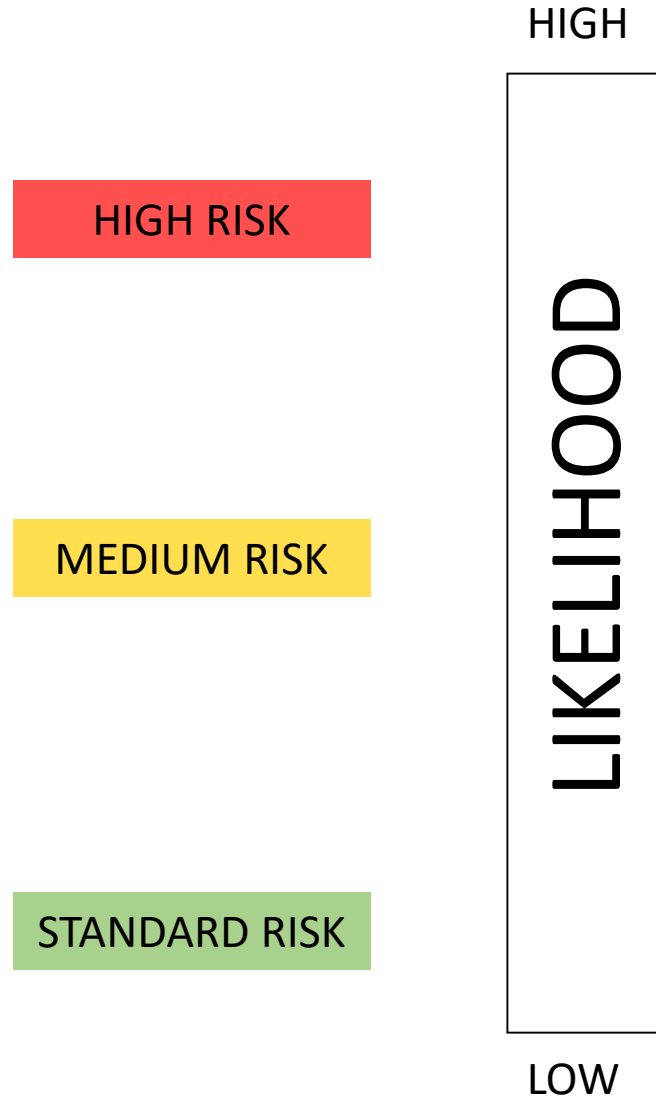 HIGH
HIGH RISK
LIKELIHOOD
MEDIUM RISK
STANDARD RISK
LOW